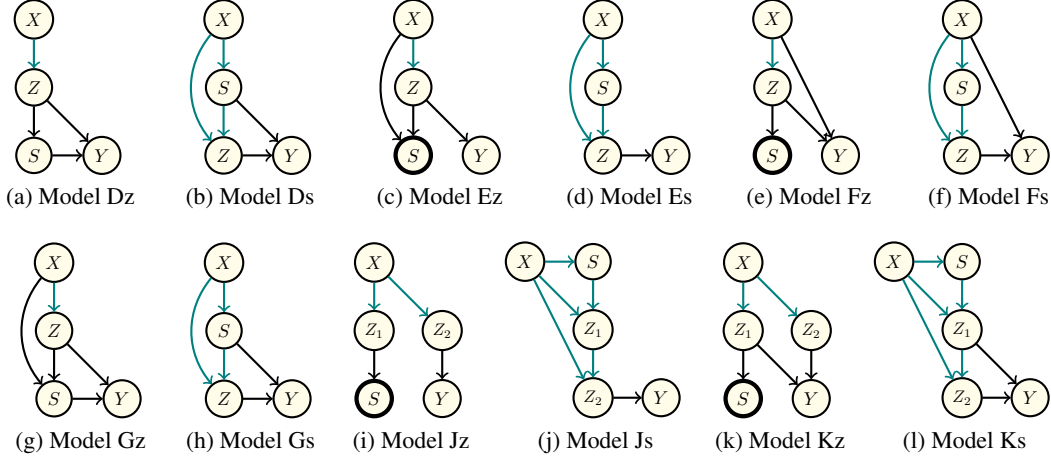 X X X X X X
Z S Z S Z S
S Y Z Y S Y Z Y S Y Z Y
(a) Model Dz (b) Model Ds (c) Model Ez (d) Model Es (e) Model Fz (f) Model Fs
X X X X S X X S
Z S Z1 Z2 Z1 Z1 Z2 Z1
S Y Z Y S Y Z2 Y S Y Z2 Y
(g) Model Gz (h) Model Gs (i) Model Jz (j) Model Js (k) Model Kz (l) Model Ks